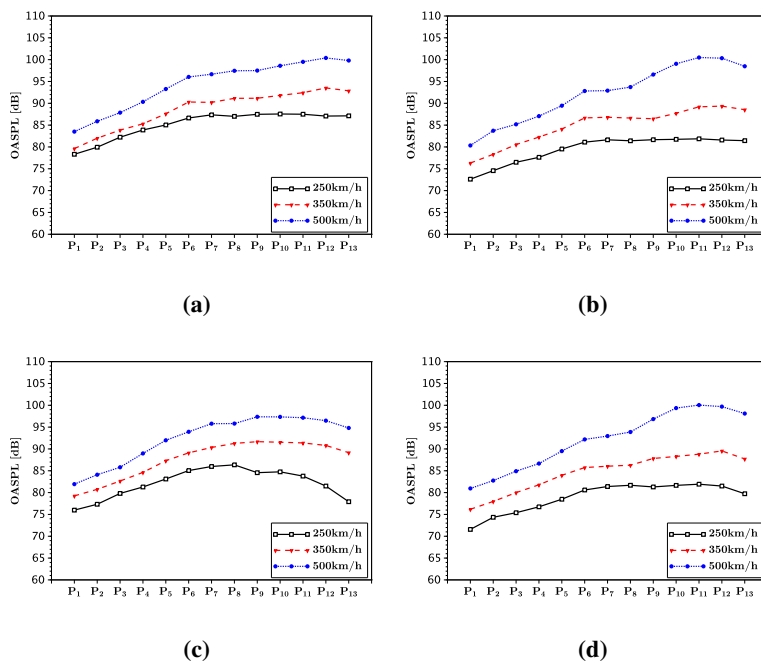 110
105
100
95
90
85
80
75
70
65
60
OASPL [dB]
P₁ P₂ P₃ P₄ P₅ P₆ P₇ P₈ P₉ P₁₀ P₁₁ P₁₂ P₁₃
250km/h
350km/h
500km/h
(a)
110
105
100
95
90
85
80
75
70
65
60
OASPL [dB]
P₁ P₂ P₃ P₄ P₅ P₆ P₇ P₈ P₉ P₁₀ P₁₁ P₁₂ P₁₃
250km/h
350km/h
500km/h
(b)
110
105
100
95
90
85
80
75
70
65
60
OASPL [dB]
P₁ P₂ P₃ P₄ P₅ P₆ P₇ P₈ P₉ P₁₀ P₁₁ P₁₂ P₁₃
250km/h
350km/h
500km/h
(c)
110
105
100
95
90
85
80
75
70
65
60
OASPL [dB]
P₁ P₂ P₃ P₄ P₅ P₆ P₇ P₈ P₉ P₁₀ P₁₁ P₁₂ P₁₃
250km/h
350km/h
500km/h
(d)